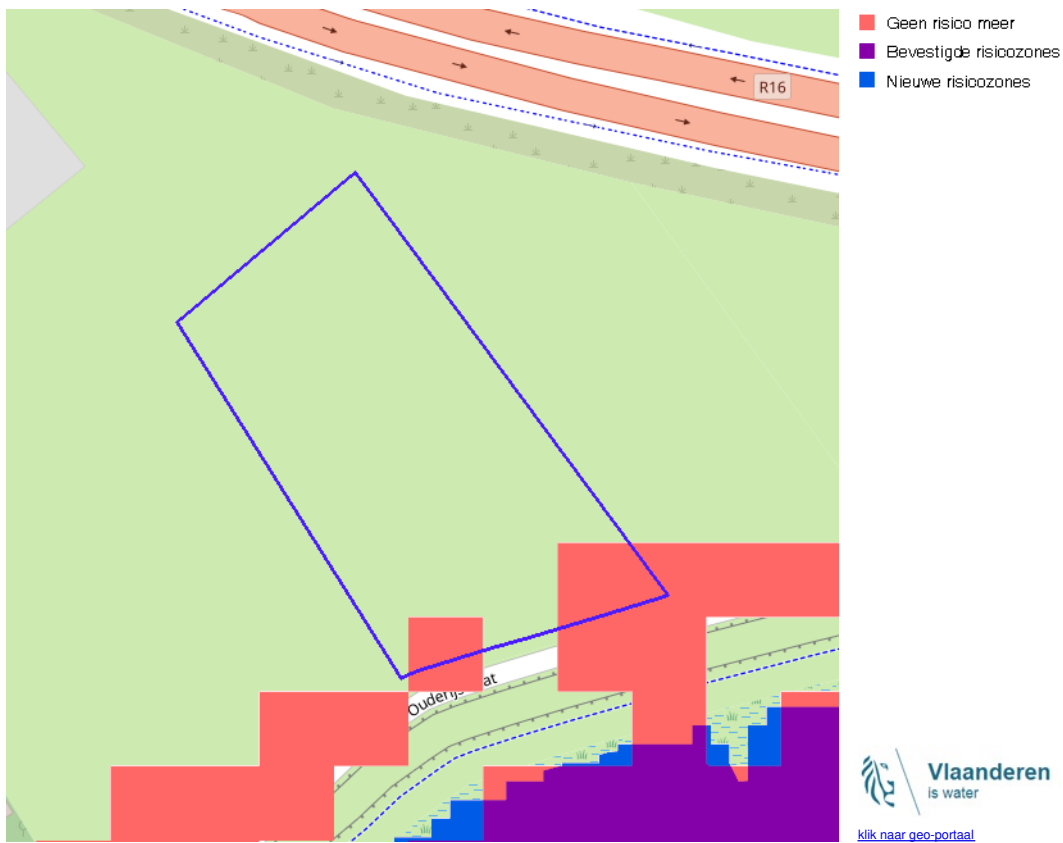 Geen risico meer
Bevestigde risicozones
Nieuwe risicozones
R16
Vlaanderen
is water
klik naar geo-portaal